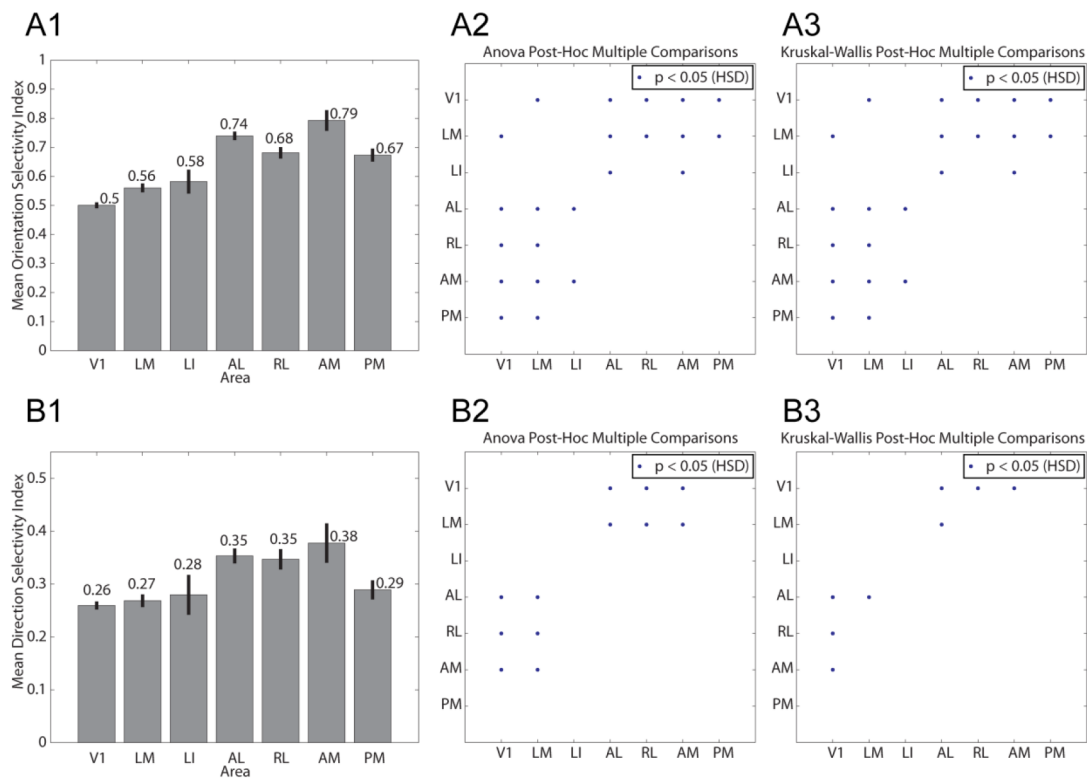 A1
A2
A3
Anova Post-Hoc Multiple Comparisons
Kruskal-Wallis Post-Hoc Multiple Comparisons
Mean Orientation Selectivity Index
1
0.9
0.8
0.7
0.6
0.5
0.4
0.3
0.2
0.1
0
0.5
0.56
0.58
0.74
0.68
0.79
0.67
V1 LM LI AL RL AM PM
Area
p < 0.05 (HSD)
V1
LM
LI
AL
RL
AM
PM
V1 LM LI AL RL AM PM
p < 0.05 (HSD)
V1
LM
LI
AL
RL
AM
PM
V1 LM LI AL RL AM PM
B1
B2
B3
Anova Post-Hoc Multiple Comparisons
Kruskal-Wallis Post-Hoc Multiple Comparisons
Mean Direction Selectivity Index
0.5
0.4
0.3
0.2
0.1
0
0.26
0.27
0.28
0.35
0.35
0.38
0.29
V1 LM LI AL RL AM PM
Area
p < 0.05 (HSD)
V1
LM
LI
AL
RL
AM
PM
V1 LM LI AL RL AM PM
p < 0.05 (HSD)
V1
LM
LI
AL
RL
AM
PM
V1 LM LI AL RL AM PM